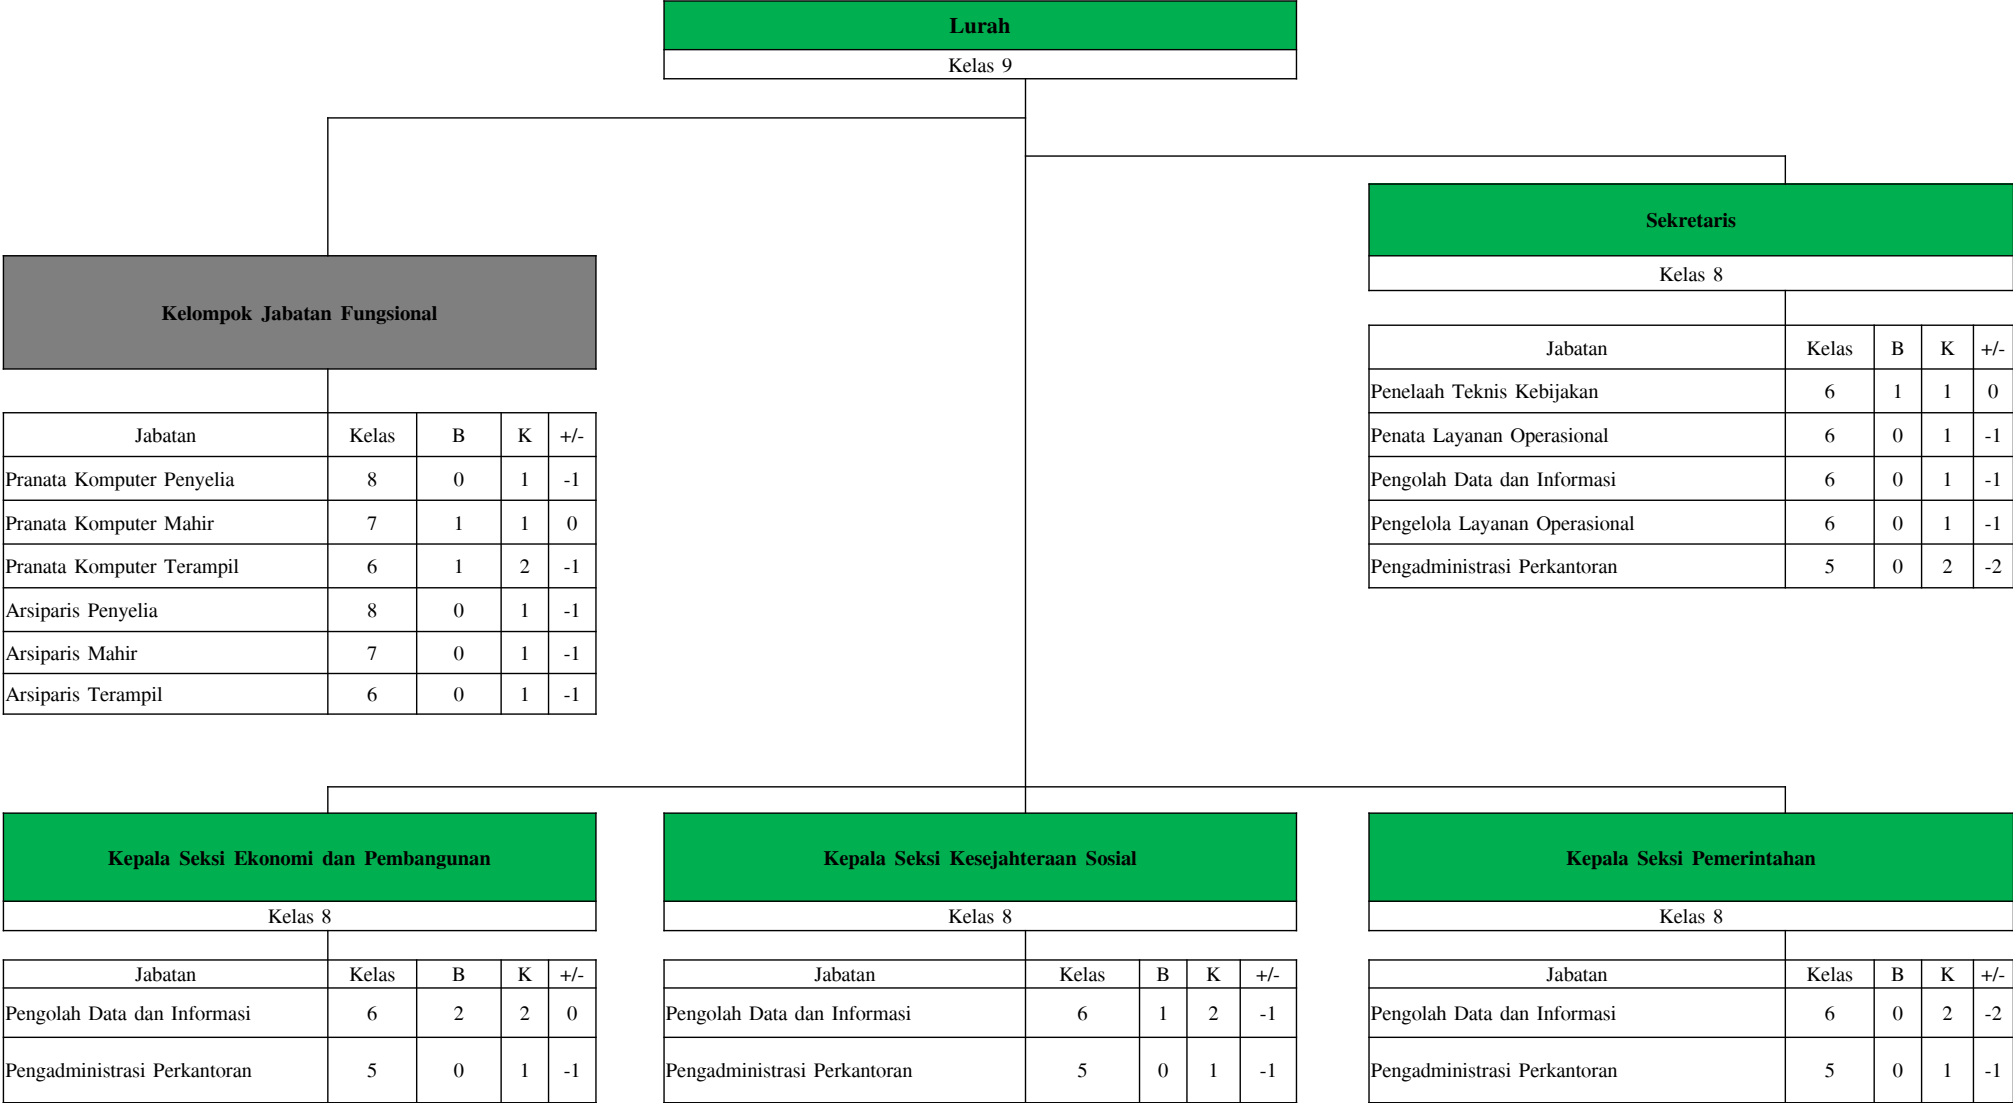 Lurah
Kelas 9
Sekretaris
Kelas 8
Jabatan Kelas B K +/-
Penelaah Teknis Kebijakan 6 1 1 0
Penata Layanan Operasional 6 0 1 -1
Pengolah Data dan Informasi 6 0 1 -1
Pengelola Layanan Operasional 6 0 1 -1
Pengadministrasi Perkantoran 5 0 2 -2
Kelompok Jabatan Fungsional
Jabatan Kelas B K +/-
Pranata Komputer Penyelia 8 0 1 -1
Pranata Komputer Mahir 7 1 1 0
Pranata Komputer Terampil 6 1 2 -1
Arsiparis Penyelia 8 0 1 -1
Arsiparis Mahir 7 0 1 -1
Arsiparis Terampil 6 0 1 -1
Kepala Seksi Ekonomi dan Pembangunan
Kelas 8
Jabatan Kelas B K +/-
Pengolah Data dan Informasi 6 2 2 0
Pengadministrasi Perkantoran 5 0 1 -1
Kepala Seksi Kesejahteraan Sosial
Kelas 8
Jabatan Kelas B K +/-
Pengolah Data dan Informasi 6 1 2 -1
Pengadministrasi Perkantoran 5 0 1 -1
Kepala Seksi Pemerintahan
Kelas 8
Jabatan Kelas B K +/-
Pengolah Data dan Informasi 6 0 2 -2
Pengadministrasi Perkantoran 5 0 1 -1